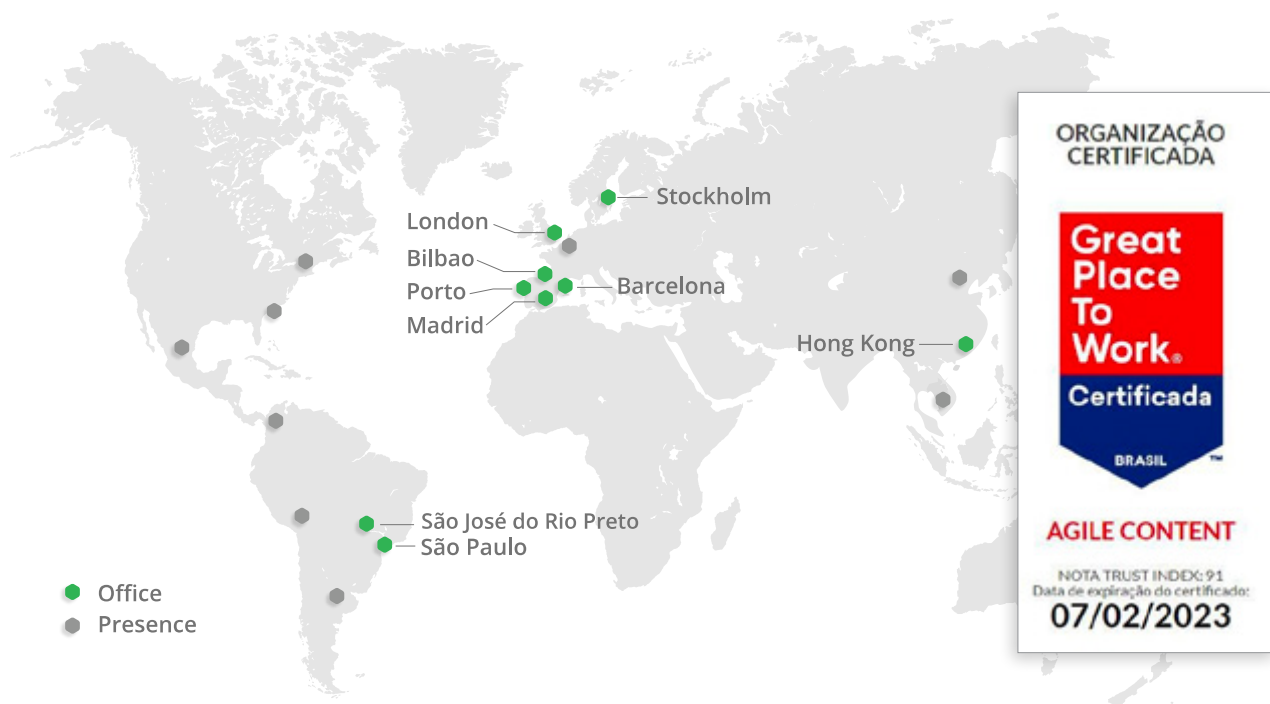 Stockholm
London
Bilbao
Porto
Madrid
Barcelona
Hong Kong
São José do Rio Preto
São Paulo
Office
Presence
ORGANIZAÇÃO
CERTIFICADA
Great
Place
To
Work®
Certificada
BRASIL ™
AGILE CONTENT
NOTA TRUST INDEX: 91
Data de expiração do certificado:
07/02/2023